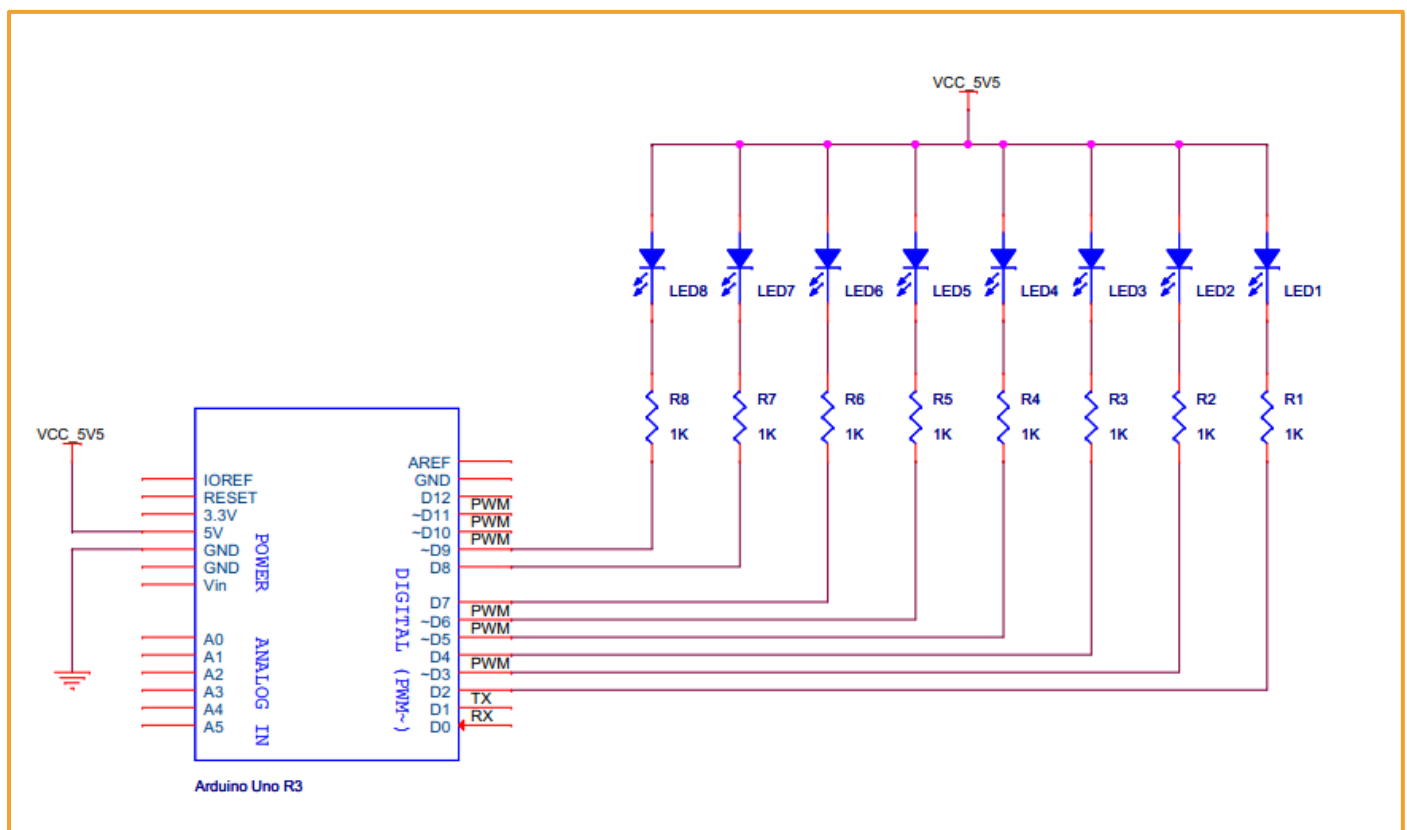 VCC_5V5
LED8 LED7 LED6 LED5 LED4 LED3 LED2 LED1
R8 R7 R6 R5 R4 R3 R2 R1
1K 1K 1K 1K 1K 1K 1K 1K
VCC_5V5
IOREF
RESET
3.3V
5V
GND
GND
Vin
POWER
A0
A1
A2
A3
A4
A5
ANALOG IN
AREF
GND
D12
~D11 PWM
~D10 PWM
~D9 PWM
D8
D7
~D6 PWM
~D5 PWM
D4
~D3 PWM
D2
D1 TX
D0 RX
DIGITAL (PWM~)
Arduino Uno R3